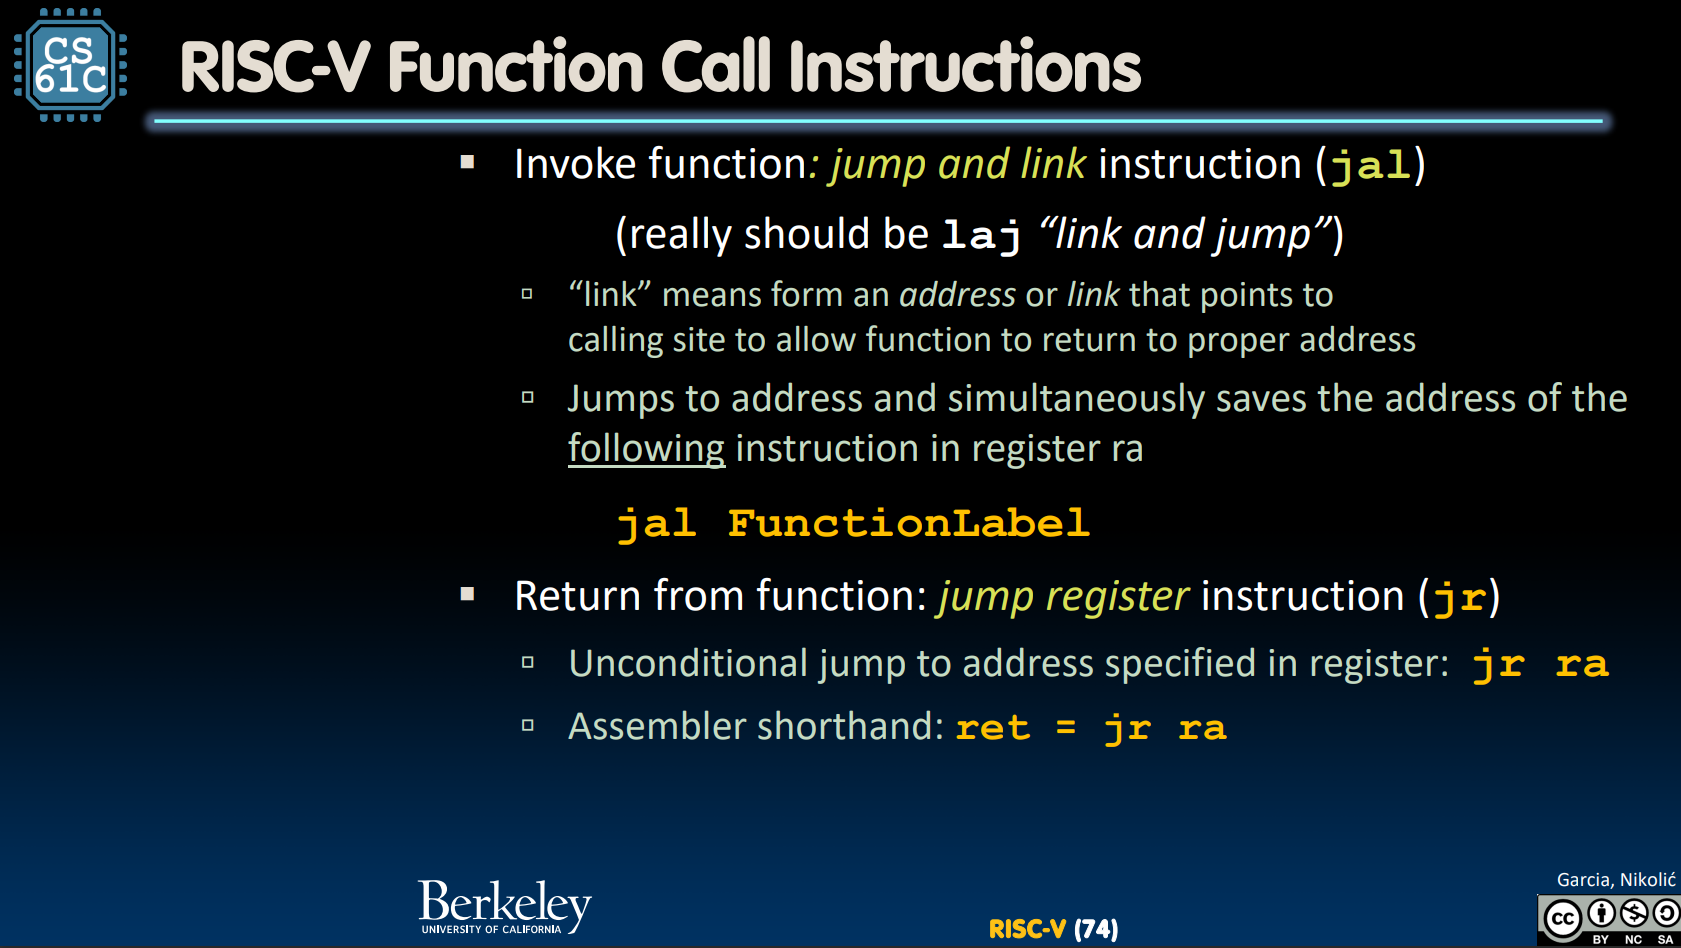 CS
61C
RISC-V Function Call Instructions
▪ Invoke function: jump and link instruction (jal)
(really should be laj “link and jump”)
▫ “link” means form an address or link that points to
calling site to allow function to return to proper address
▫ Jumps to address and simultaneously saves the address of the
following instruction in register ra
jal FunctionLabel
▪ Return from function: jump register instruction (jr)
▫ Unconditional jump to address specified in register: jr ra
▫ Assembler shorthand: ret = jr ra
Berkeley
UNIVERSITY OF CALIFORNIA
RISC-V (74)
Garcia, Nikolić
cc
BY NC SA